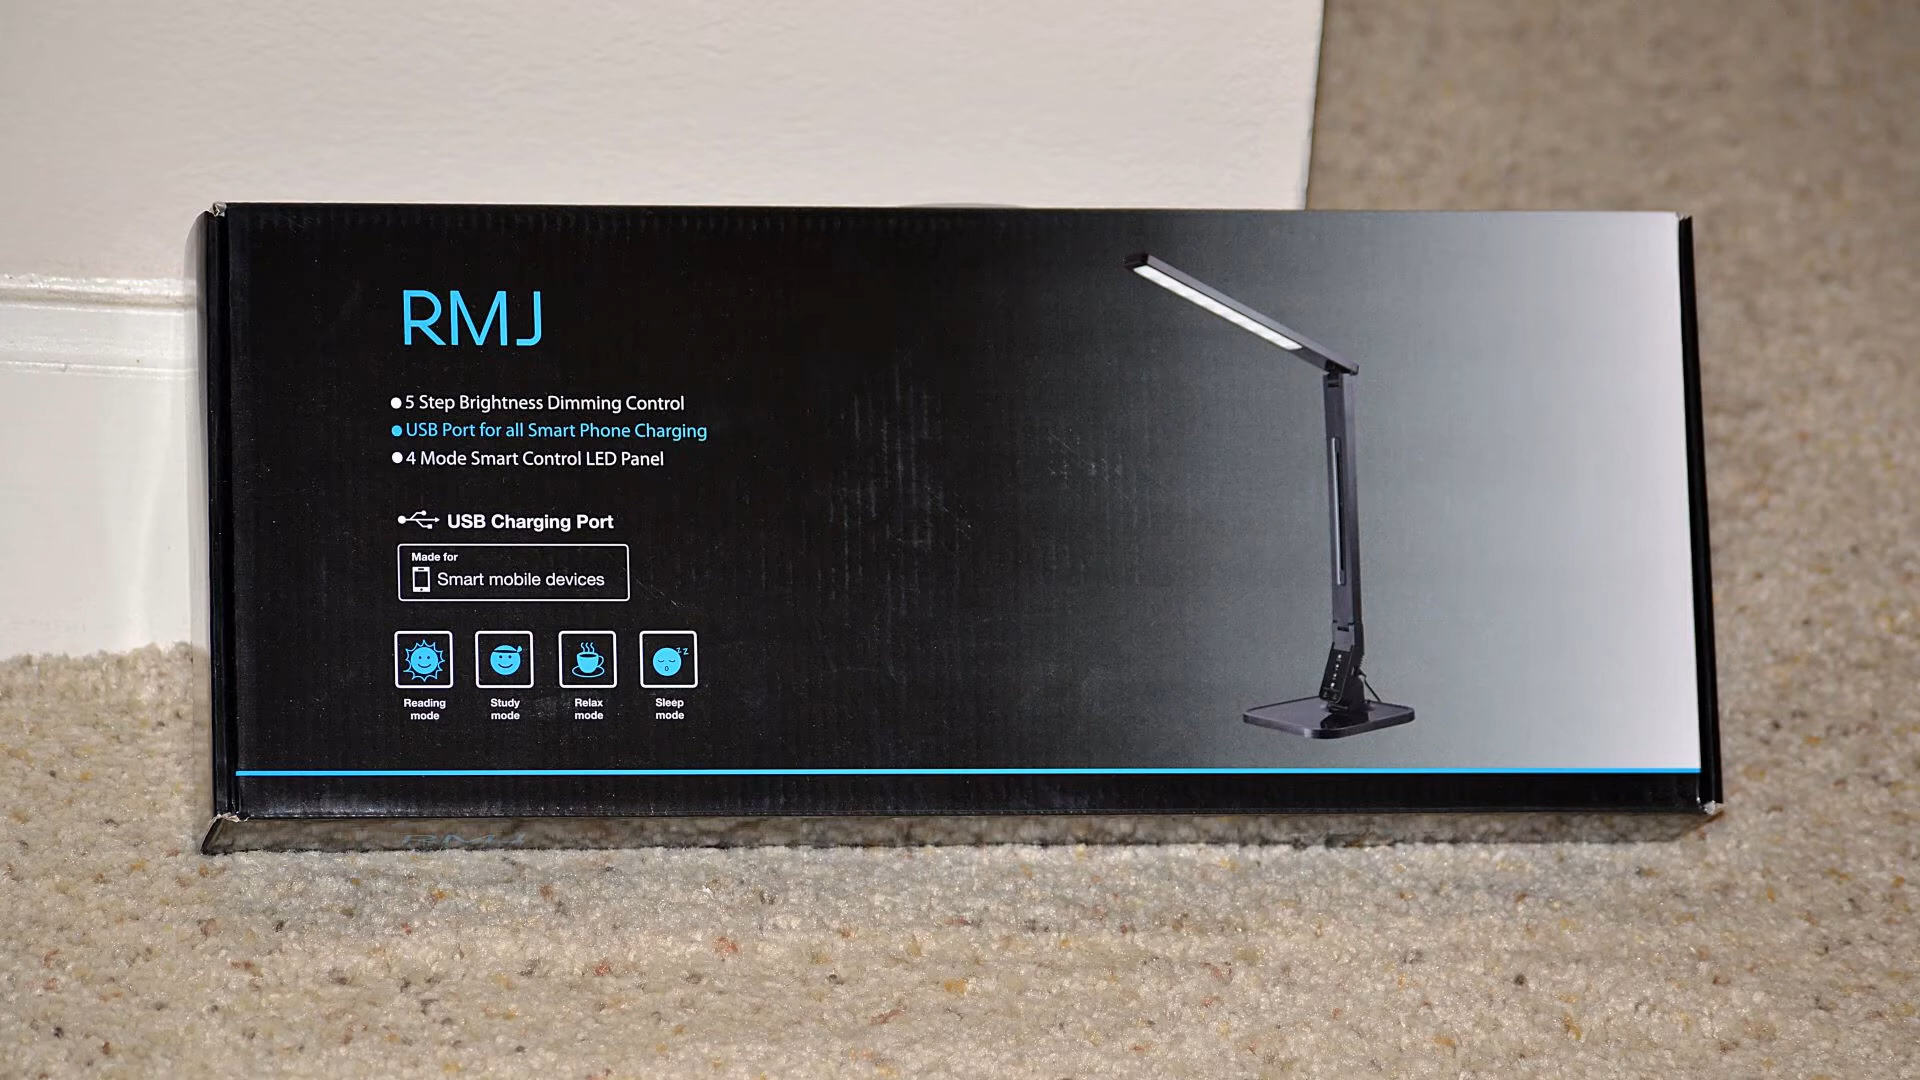 RMJ
5 Step Brightness Dimming Control
USB Port for all Smart Phone Charging
4 Mode Smart Control LED Panel
USB Charging Port
Made for
Smart mobile devices
Reading mode
Study mode
Relax mode
Sleep mode
RMJ